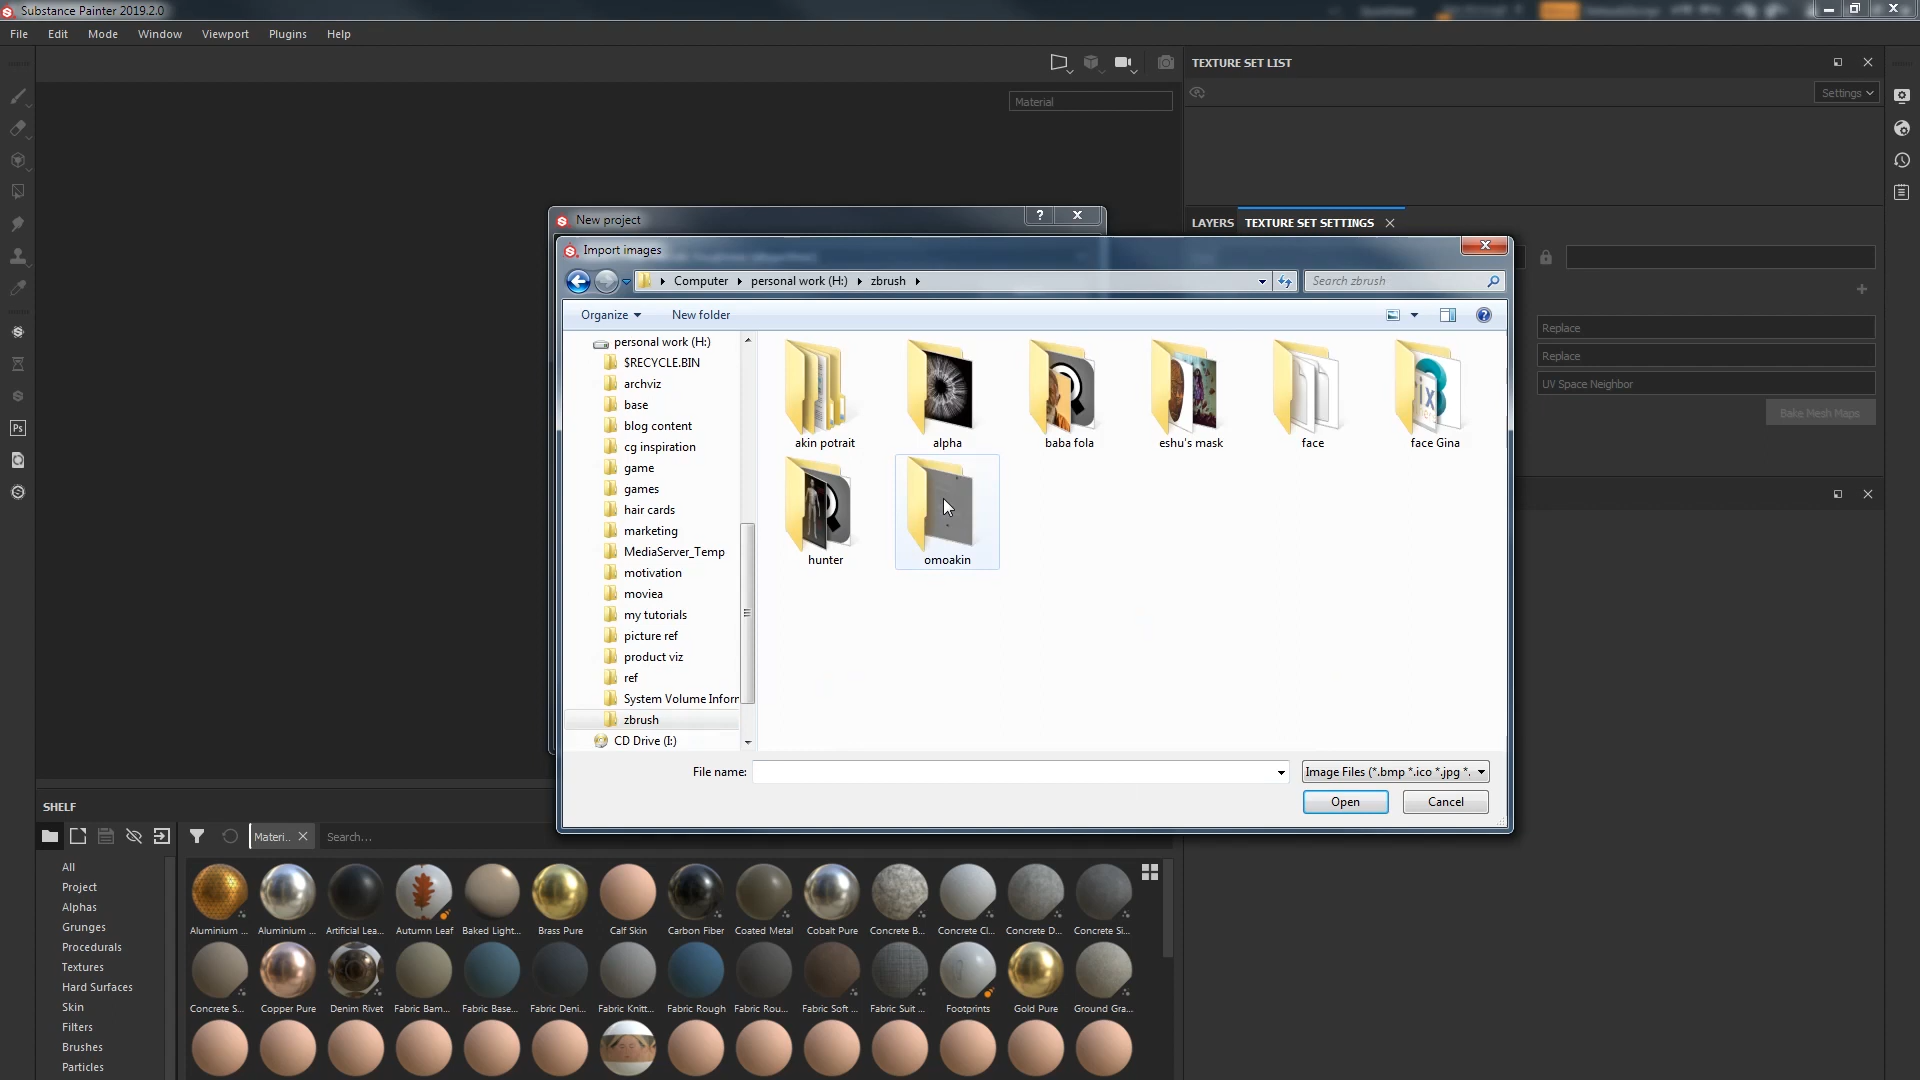 Substance Painter 2019.2.0
File Edit Mode Window Viewport Plugins Help
Material
TEXTURE SET LIST
Settings
LAYERS TEXTURE SET SETTINGS
New project
Import images
Computer personal work (H:) zbrush
Search zbrush
Organize New folder
personal work (H:)
$RECYCLE.BIN
archviz
base
blog content
cg inspiration
game
games
hair cards
marketing
MediaServer_Temp
motivation
moviea
my tutorials
picture ref
product viz
ref
System Volume Inforr
zbrush
CD Drive (I:)
akin potrait alpha baba fola eshu's mask face face Gina
hunter omoakin
File name:
Image Files (*.bmp *.ico *.jpg *.
Open Cancel
Replace
Replace
UV Space Neighbor
Bake Mesh Maps
Ps
SHELF
Materi.. Search...
All
Project
Alphas
Grunges
Procedurals
Textures
Hard Surfaces
Skin
Filters
Brushes
Particles
Aluminium ... Aluminium ... Artificial Lea... Autumn Leaf Baked Light... Brass Pure Calf Skin Carbon Fiber Coated Metal Cobalt Pure Concrete B... Concrete Cl... Concrete D... Concrete Si...
Concrete S... Copper Pure Denim Rivet Fabric Bam... Fabric Base... Fabric Deni... Fabric Knitt... Fabric Rough Fabric Rou... Fabric Soft ... Fabric Suit ... Footprints Gold Pure Ground Gra...